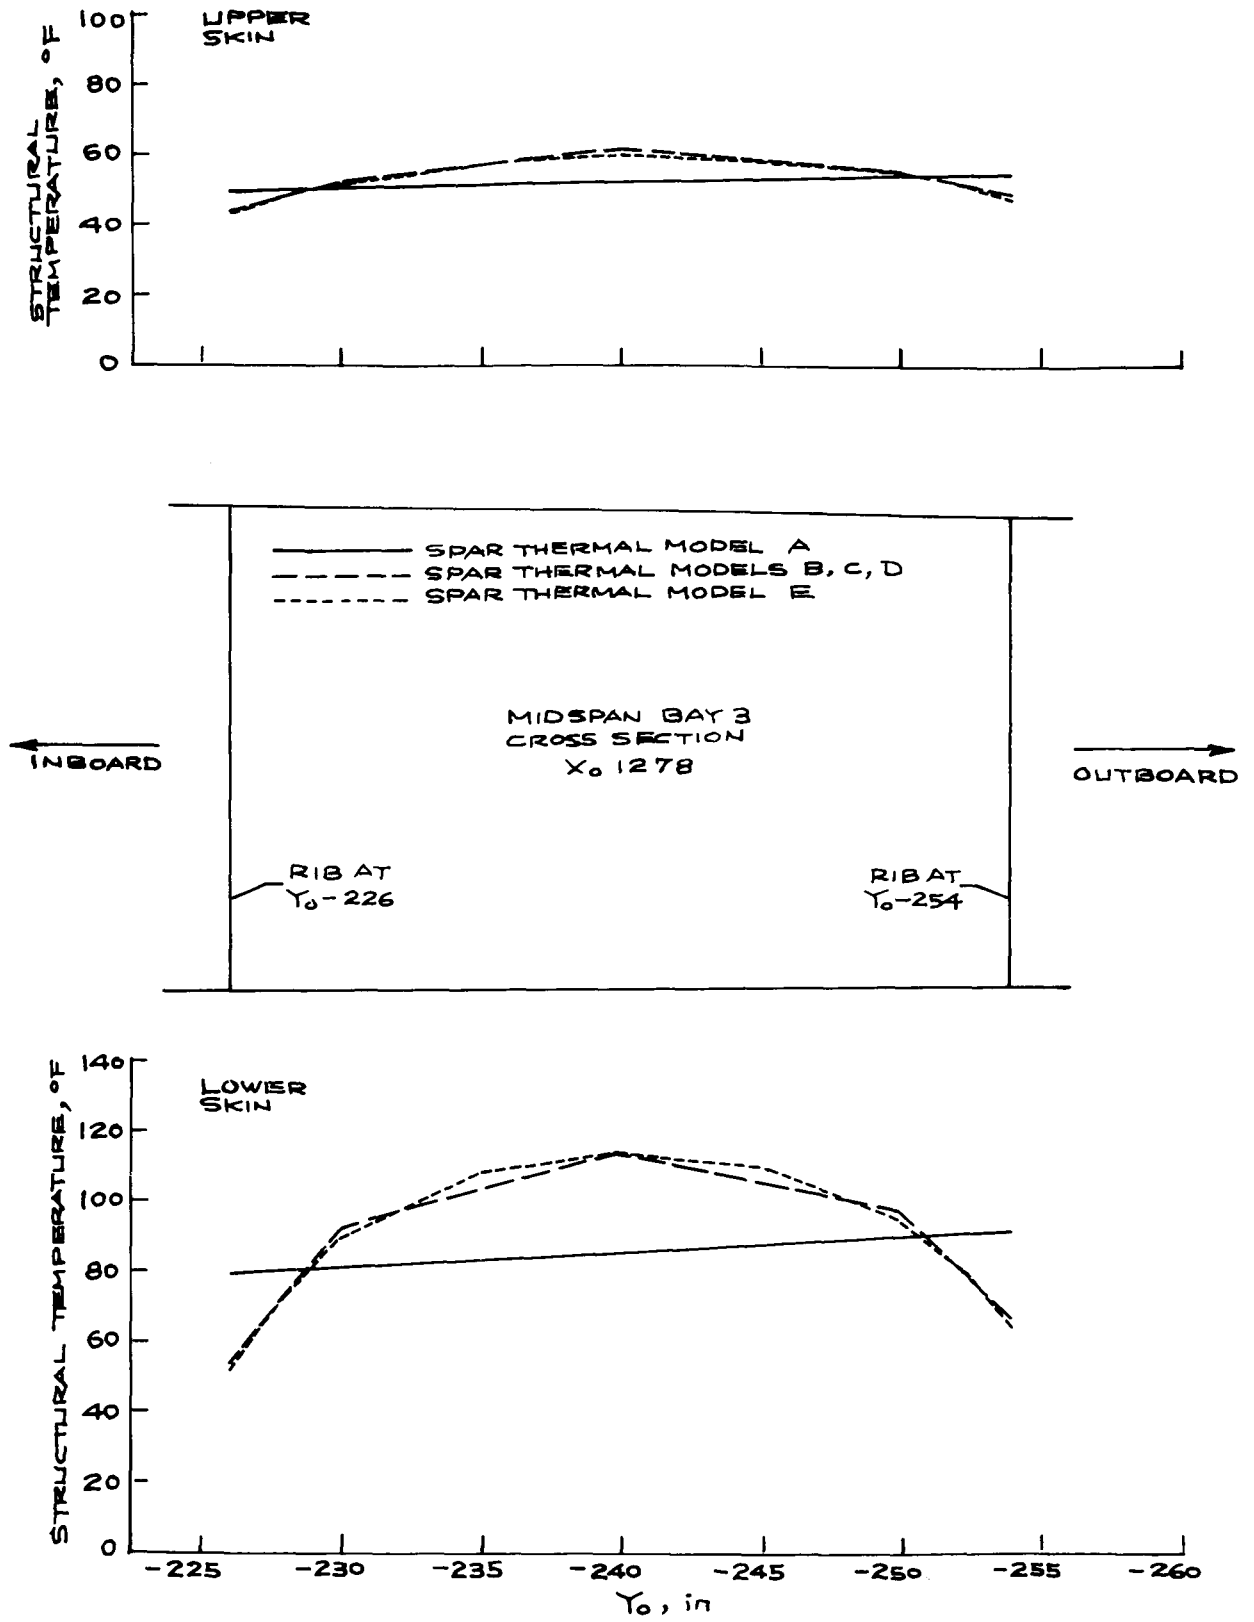 100
80
60
40
20
0
STRUCTURAL
TEMPERATURE, °F
UPPER
SKIN
SPAR THERMAL MODEL A
SPAR THERMAL MODELS B, C, D
SPAR THERMAL MODEL E
MIDSPAN BAY 3
CROSS SECTION
X₀ 1278
INBOARD
OUTBOARD
RIB AT
Y₀-226
RIB AT
Y₀-254
140
120
100
80
60
40
20
0
STRUCTURAL TEMPERATURE, °F
LOWER
SKIN
-225 -230 -235 -240 -245 -250 -255 -260
Y₀, in